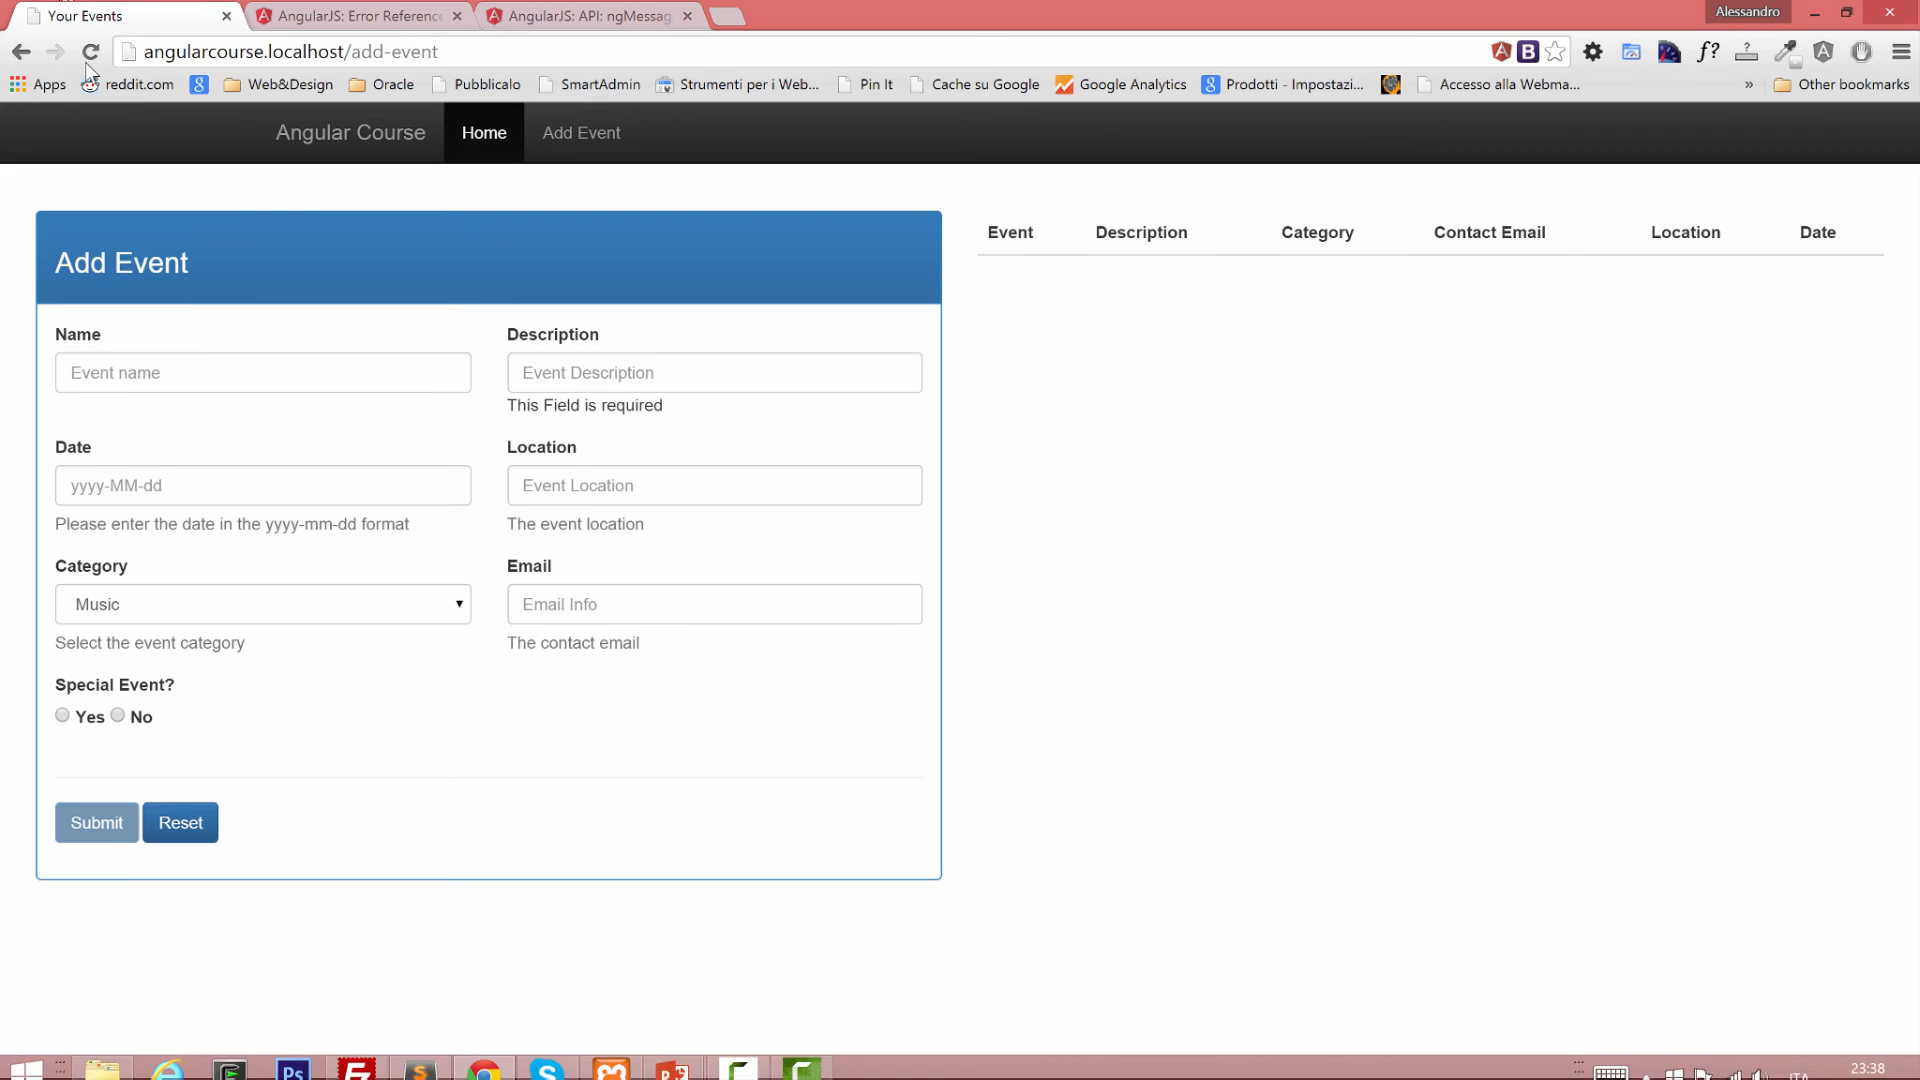 Your Events
AngularJS: Error Reference
AngularJS: API: ngMessag
Alessandro
angularcourse.localhost/add-event
Apps reddit.com Web&Design Oracle Pubblicalo SmartAdmin Strumenti per i Web... Pin It Cache su Google Google Analytics Prodotti - Impostazi... Accesso alla Webma... » Other bookmarks
Angular Course Home Add Event
Add Event
Event Description Category Contact Email Location Date
Name Description
Event name Event Description
This Field is required
Date Location
yyyy-MM-dd Event Location
Please enter the date in the yyyy-mm-dd format The event location
Category Email
Music Email Info
Select the event category The contact email
Special Event?
Yes No
Submit Reset
23:38